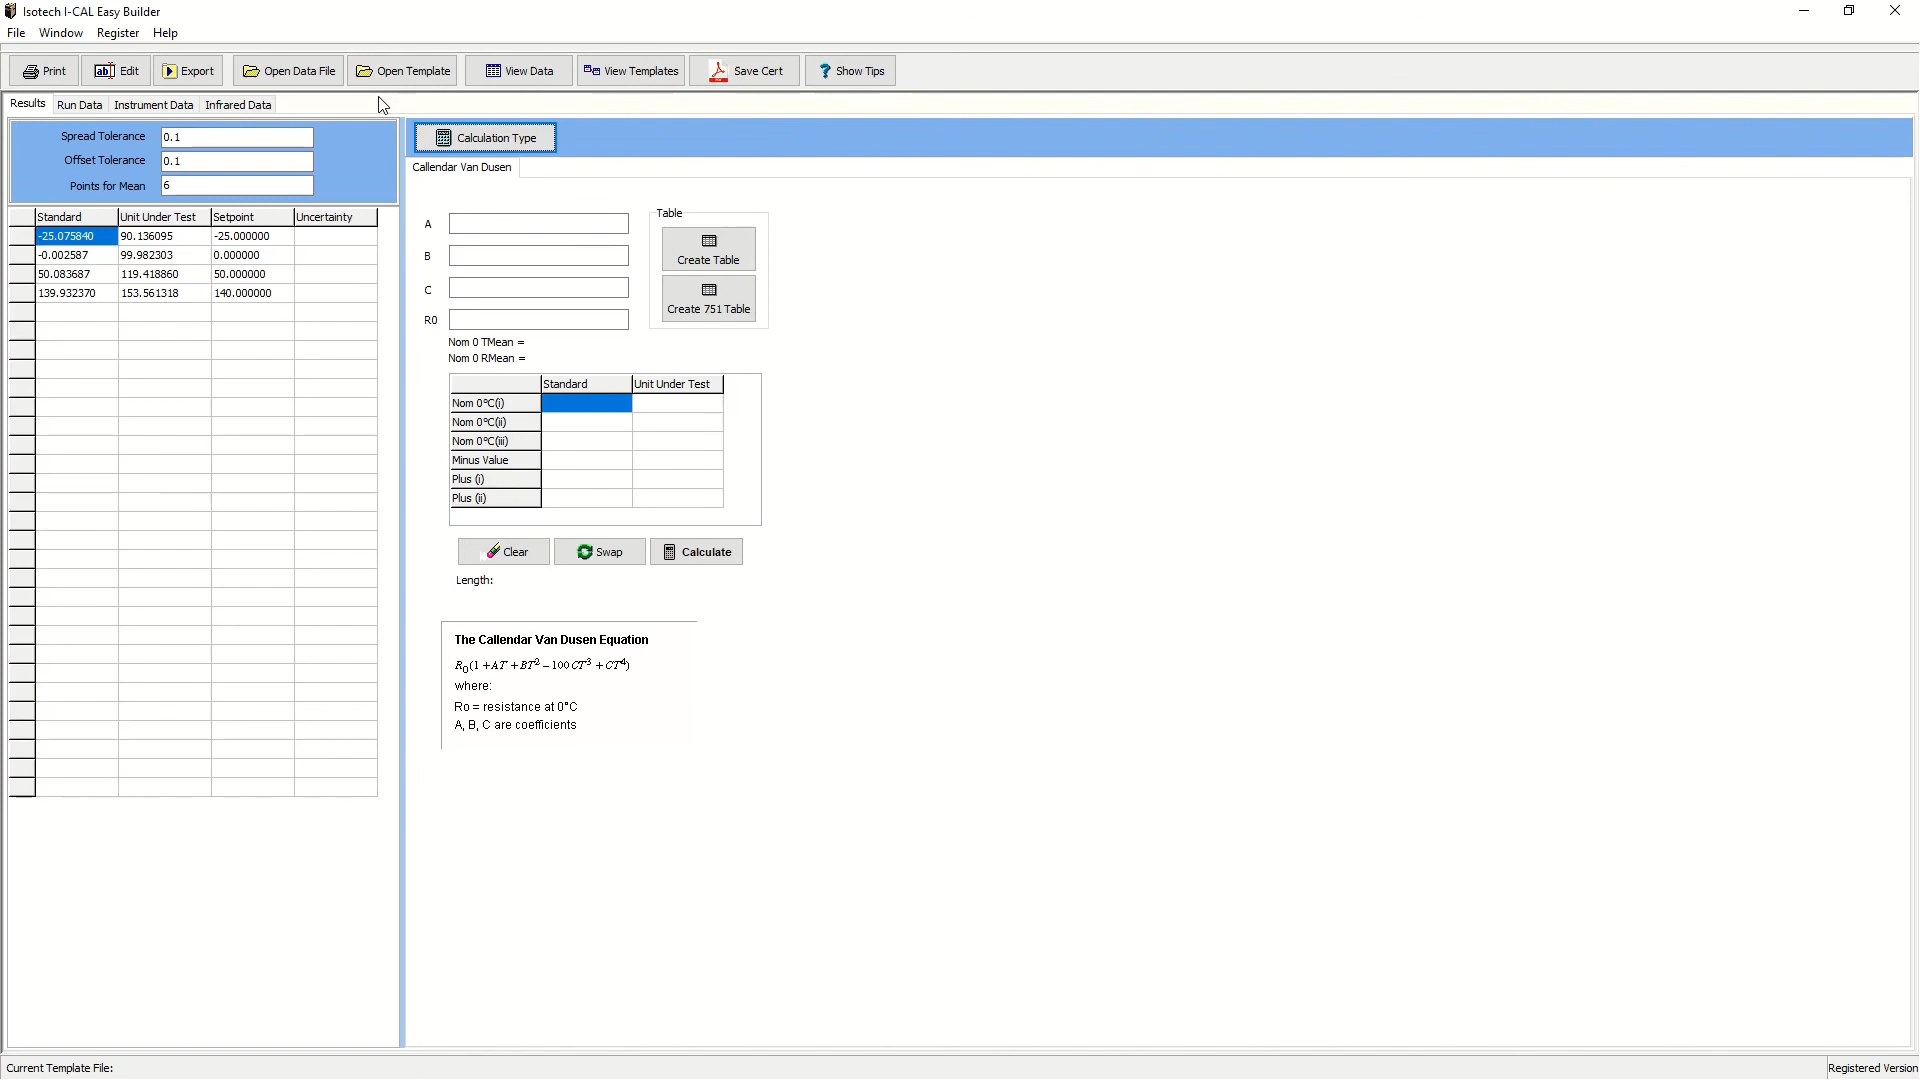 Isotech I-CAL Easy Builder
File Window Register Help
Print Edit Export Open Data File Open Template View Data View Templates Save Cert Show Tips
Results Run Data Instrument Data Infrared Data
Spread Tolerance 0.1
Offset Tolerance 0.1
Points for Mean 6
Standard Unit Under Test Setpoint Uncertainty
-25.075840 90.136095 -25.000000
-0.002587 99.982303 0.000000
50.083687 119.418860 50.000000
139.932370 153.561318 140.000000
Calculation Type
Callendar Van Dusen
A
B
C
R0
Table
Create Table
Create 751 Table
Nom 0 TMean =
Nom 0 RMean =
Standard Unit Under Test
Nom 0°C(i)
Nom 0°C(ii)
Nom 0°C(iii)
Minus Value
Plus (i)
Plus (ii)
Clear Swap Calculate
Length:
The Callendar Van Dusen Equation
R₀(1 +AT +BT² – 100 CT³ + CT⁴)
where:
Ro = resistance at 0°C
A, B, C are coefficients
Current Template File:
Registered Version